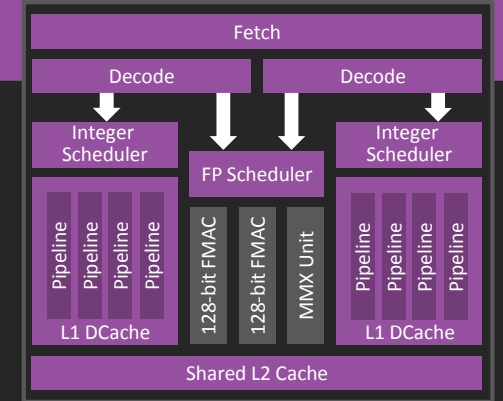 Fetch
Decode
Decode
Integer
Scheduler
Integer
Scheduler
FP Scheduler
Pipeline
Pipeline
Pipeline
Pipeline
128-bit FMAC
128-bit FMAC
MMX Unit
Pipeline
Pipeline
Pipeline
Pipeline
L1 DCache
L1 DCache
Shared L2 Cache